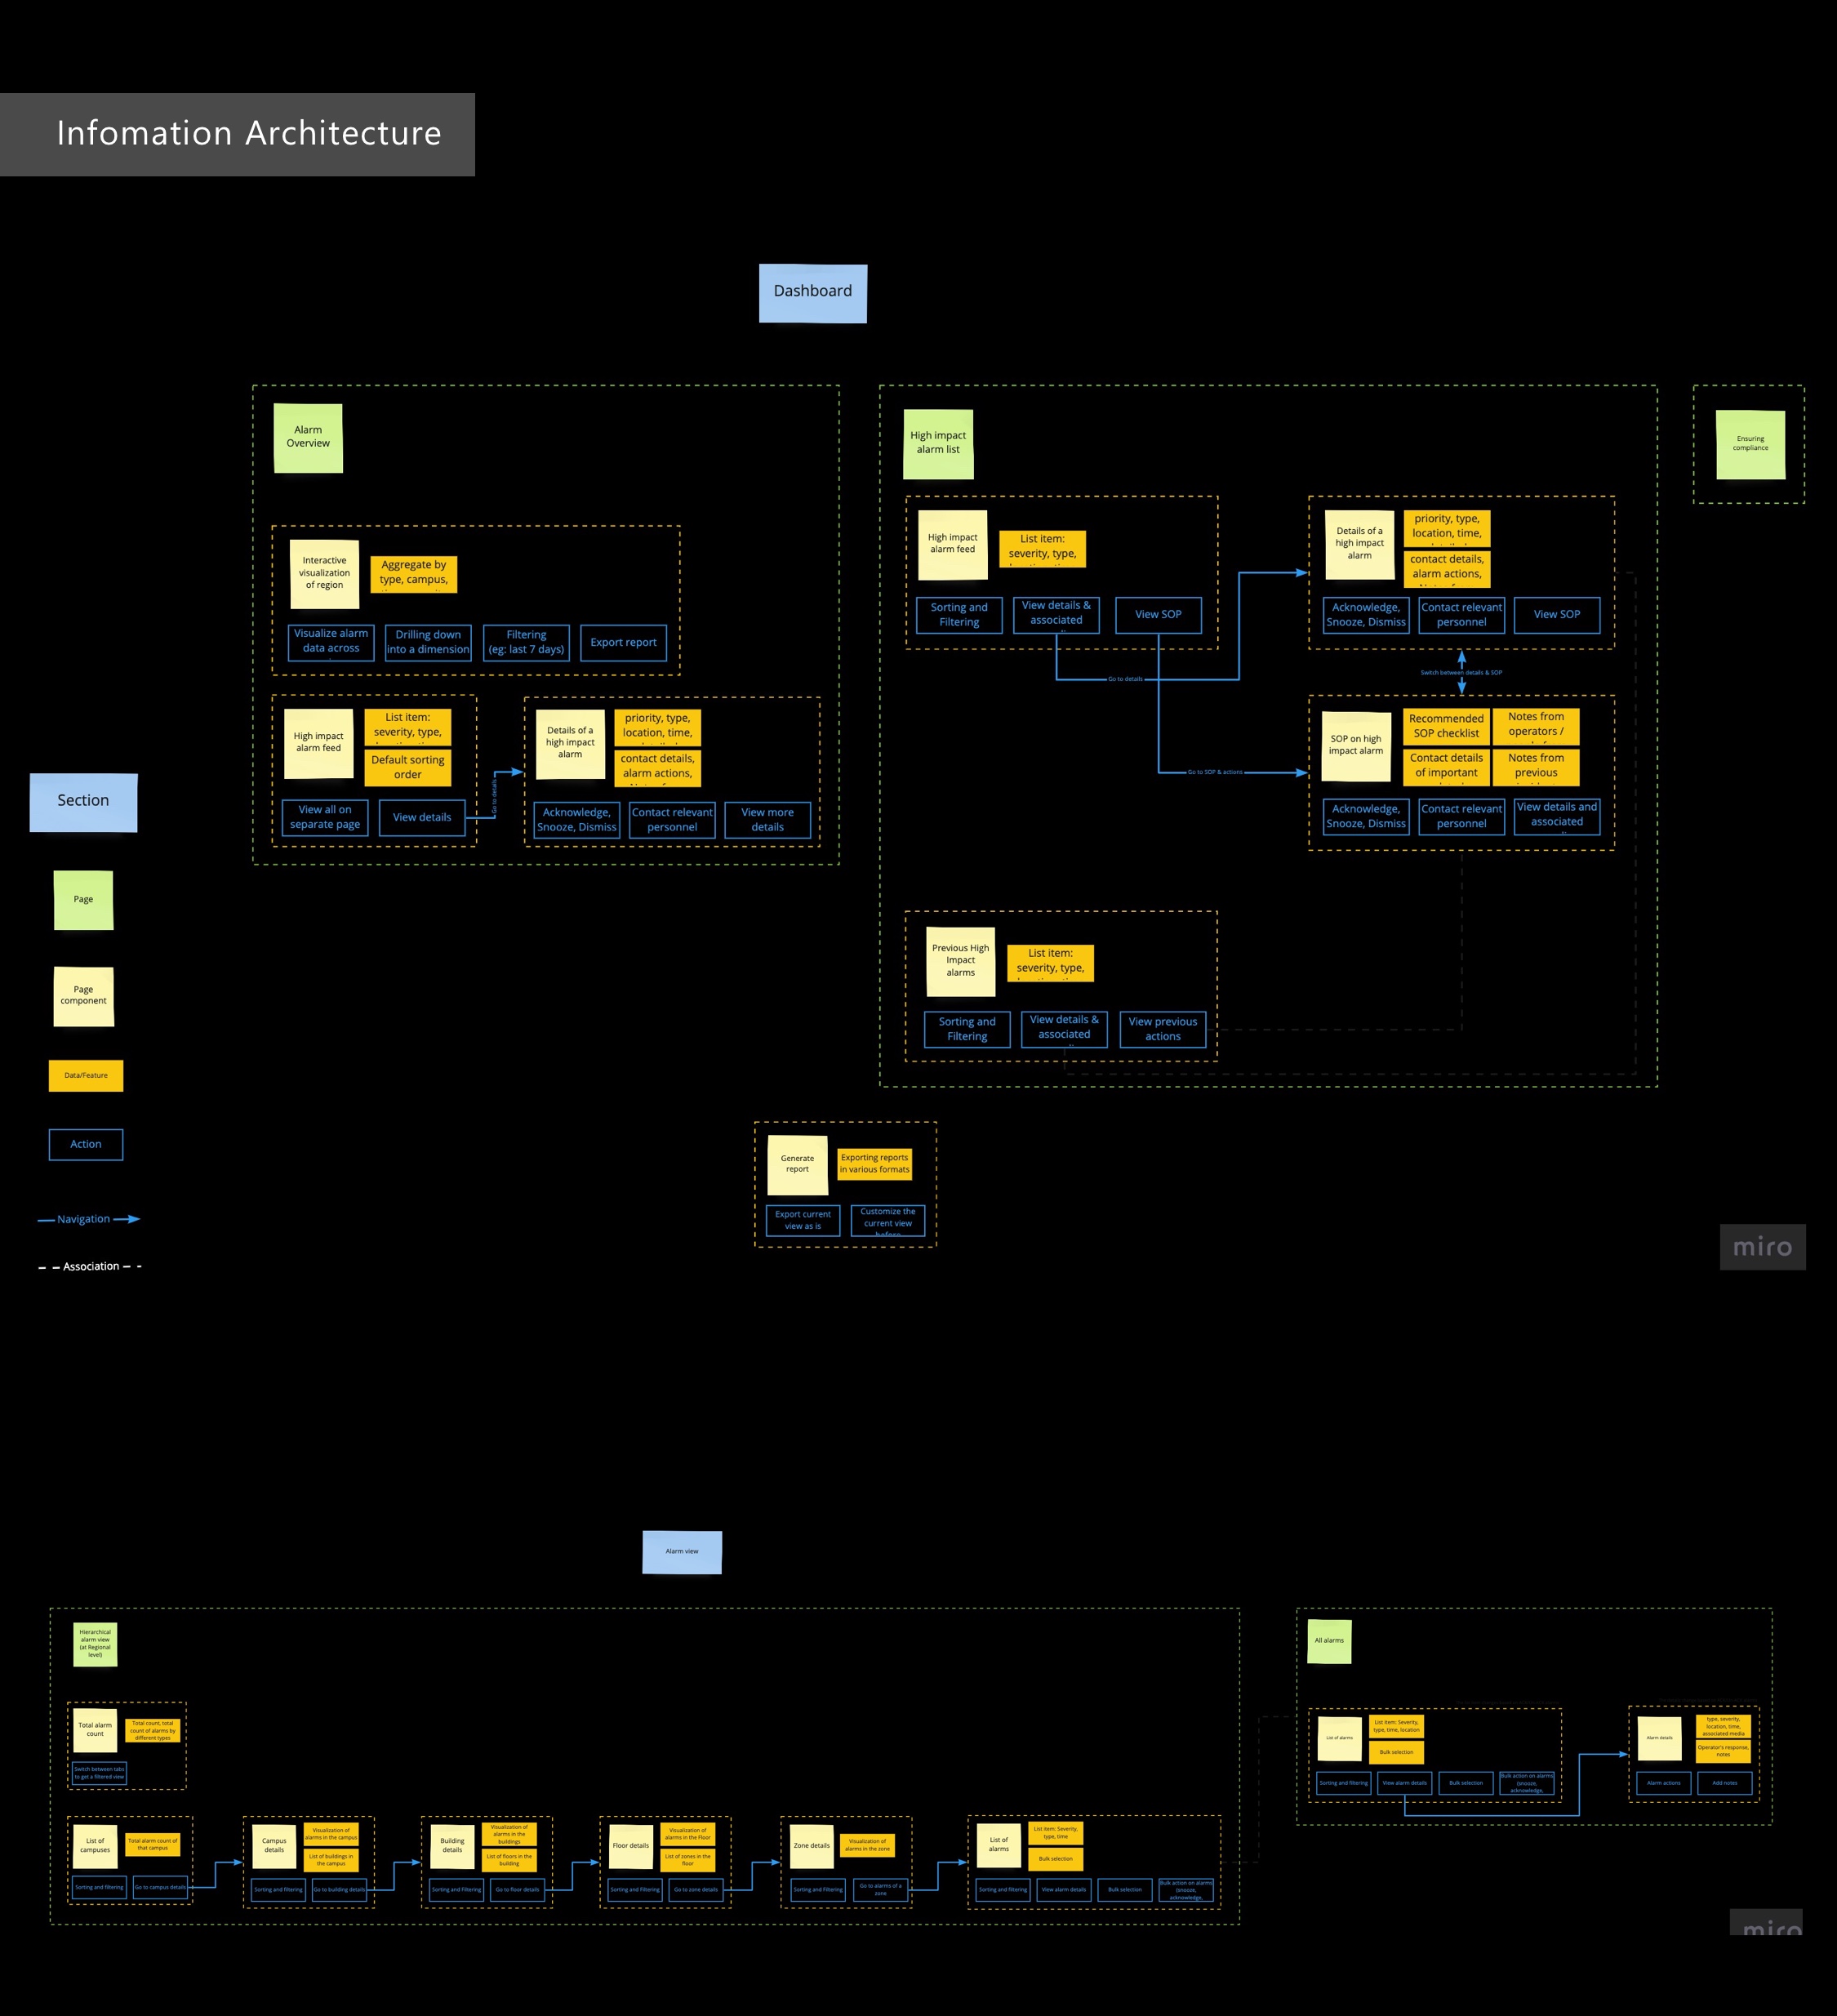 Infomation Architecture
Dashboard
Alarm
Overview
Interactive
visualization
of region
Aggregate by
type, campus,
Visualize alarm
data across
Drilling down
into a dimension
Filtering
(eg: last 7 days)
Export report
High impact
alarm feed
List item:
severity, type,
Default sorting
order
View all on
separate page
View details
Go to details
Details of a
high impact
alarm
priority, type,
location, time,
contact details,
alarm actions,
Acknowledge,
Snooze, Dismiss
Contact relevant
personnel
View more
details
High impact
alarm list
High impact
alarm feed
List item:
severity, type,
Sorting and
Filtering
View details &
associated
View SOP
Go to details
Go to SOP & actions
Details of a
high impact
alarm
priority, type,
location, time,
contact details,
alarm actions,
Acknowledge,
Snooze, Dismiss
Contact relevant
personnel
View SOP
Switch between details & SOP
SOP on high
impact alarm
Recommended
SOP checklist
Notes from
operators /
Contact details
of important
Notes from
previous
Acknowledge,
Snooze, Dismiss
Contact relevant
personnel
View details and
associated
Previous High
Impact
alarms
List item:
severity, type,
Sorting and
Filtering
View details &
associated
View previous
actions
Ensuring
compliance
Section
Page
Page
component
Data/Feature
Action
Navigation
Association
Generate
report
Exporting reports
in various formats
Export current
view as is
Customize the
current view
before
miro
Alarm view
Hierarchical
alarm view
(at Regional
level)
Total alarm
count
Total count, total
count of alarms by
different types
Switch between tabs
to get a filtered view
List of
campuses
Total alarm count of
that campus
Sorting and filtering
Go to campus details
Campus
details
Visualization of
alarms in the campus
List of buildings in
the campus
Sorting and filtering
Go to building details
Building
details
Visualization of
alarms in the
buildings
List of floors in the
building
Sorting and Filtering
Go to floor details
Floor details
Visualization of
alarms in the Floor
List of zones in the
floor
Sorting and Filtering
Go to zone details
Zone details
Visualization of
alarms in the zone
Sorting and Filtering
Go to alarms of a
zone
List of
alarms
List item: Severity,
type, time
Bulk selection
Sorting and filtering
View alarm details
Bulk selection
Bulk action on alarms
(snooze,
acknowledge,
All alarms
List of alarms
List item: Severity,
type, time, location
Bulk selection
Sorting and filtering
View alarm details
Bulk selection
Bulk action on alarms
(snooze,
acknowledge,
Alarm details
type, severity,
location, time,
associated media
Operator's response,
notes
Alarm actions
Add notes
miro